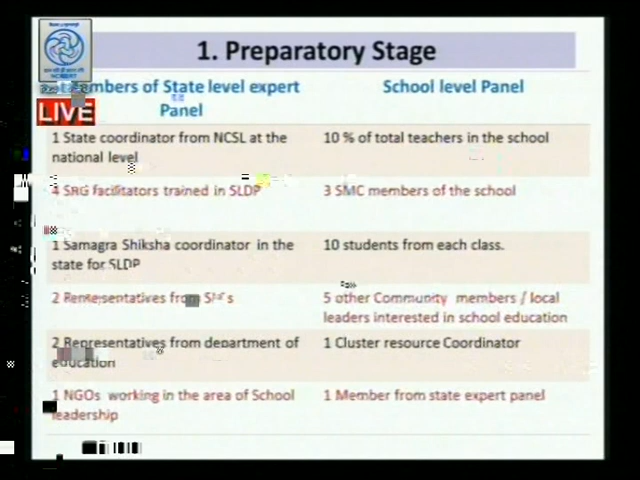 1. Preparatory Stage
mbers of State level expert
Panel
School level Panel
LIVE
1 State coordinator from NCSL at the
national level
10 % of total teachers in the school
4 SRG facilitators trained in SLDP
3 SMC members of the school
1 Samagra Shiksha coordinator in the
state for SLDP
10 students from each class.
2 Representatives from
5 other Community members / local
leaders interested in school education
2 Representatives from department of
education
1 Cluster resource Coordinator
1 NGOs working in the area of School
leadership
1 Member from state expert panel